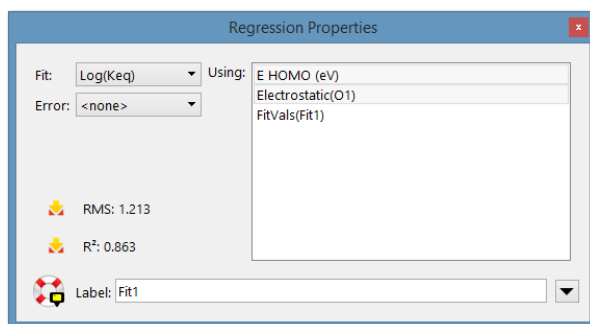 Regression Properties
x
Fit: Log(Keq) Using: E HOMO (eV)
Electrostatic(O1)
Error: <none>
FitVals(Fit1)
RMS: 1.213
R²: 0.863
Label: Fit1